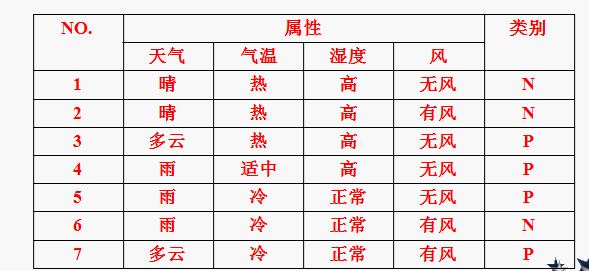 NO. 属性 类别
天气 气温 湿度 风
1 晴 热 高 无风 N
2 晴 热 高 有风 N
3 多云 热 高 无风 P
4 雨 适中 高 无风 P
5 雨 冷 正常 无风 P
6 雨 冷 正常 有风 N
7 多云 冷 正常 有风 P